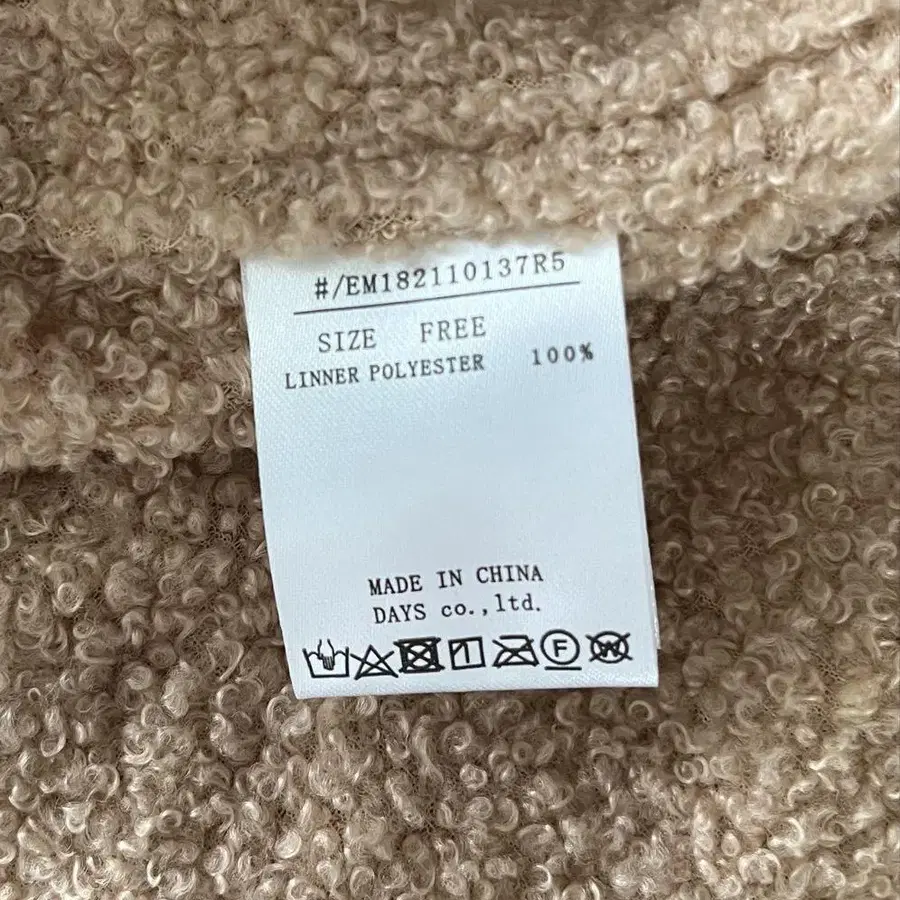 #/EM182110137R5
SIZE FREE
LINNER POLYESTER 100%
MADE IN CHINA
DAYS co.,ltd.
F W